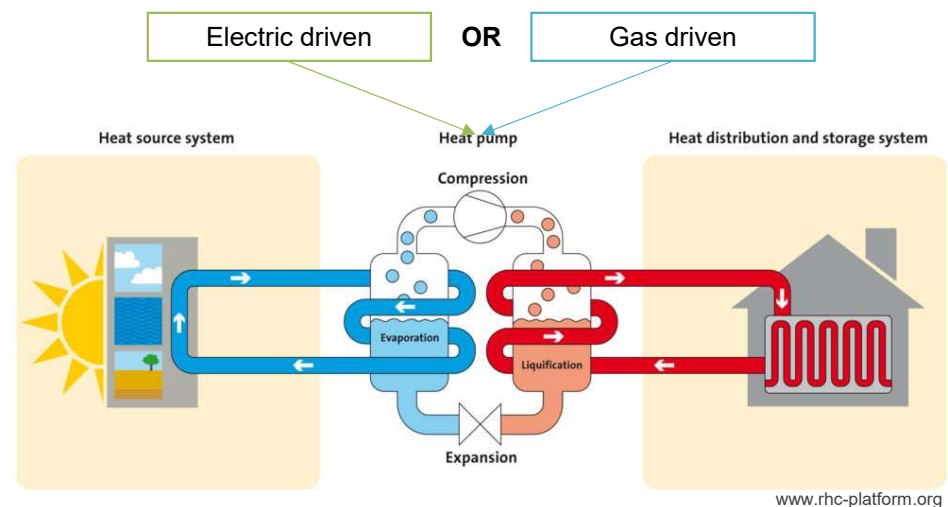 Electric driven OR Gas driven
Heat source system Heat pump Heat distribution and storage system
Compression
Evaporation
Liquification
Expansion
www.rhc-platform.org